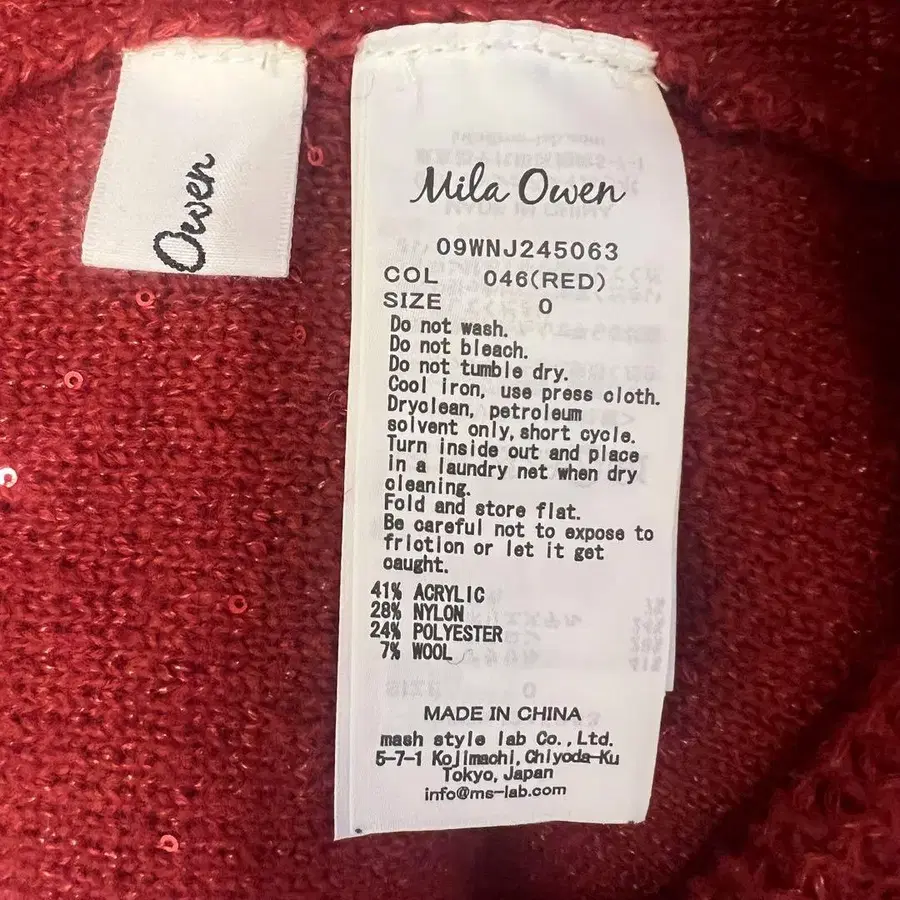 Owen
Mila Owen
09WNJ245063
COL 046(RED)
SIZE 0
Do not wash.
Do not bleach.
Do not tumble dry.
Cool iron, use press cloth.
Dryclean, petroleum
solvent only, short cycle.
Turn inside out and place
in a laundry net when dry
cleaning.
Fold and store flat.
Be careful not to expose to
friction or let it get
caught.
41% ACRYLIC
28% NYLON
24% POLYESTER
7% WOOL
MADE IN CHINA
mash style lab Co.,Ltd.
5-7-1 Kojimachi, Chiyoda-Ku
Tokyo, Japan
info@ms-lab.com